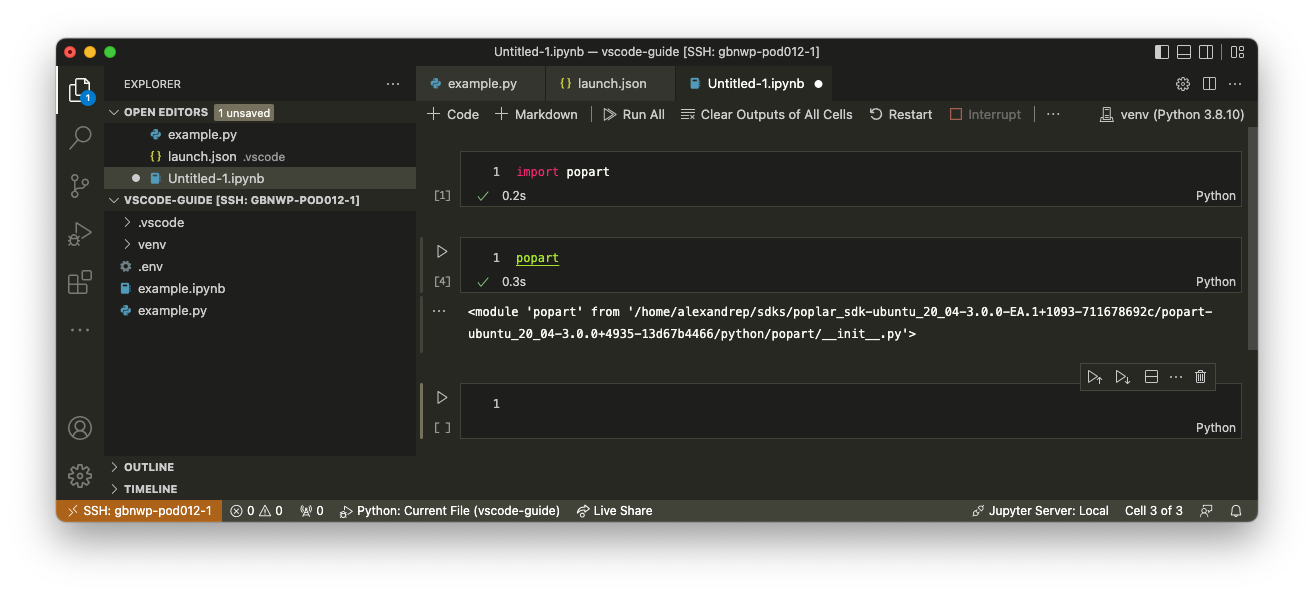 Untitled-1.ipynb — vscode-guide [SSH: gbnwp-pod012-1]
EXPLORER
example.py
launch.json
Untitled-1.ipynb
1
OPEN EDITORS 1 unsaved
example.py
launch.json .vscode
Untitled-1.ipynb
VSCODE-GUIDE [SSH: GBNWP-POD012-1]
.vscode
venv
.env
example.ipynb
example.py
OUTLINE
TIMELINE
Code Markdown Run All Clear Outputs of All Cells Restart Interrupt venv (Python 3.8.10)
1 import popart
[1] 0.2s Python
1 popart
[4] 0.3s Python
<module 'popart' from '/home/alexandrep/sdks/poplar_sdk-ubuntu_20_04-3.0.0-EA.1+1093-711678692c/popart-
ubuntu_20_04-3.0.0+4935-13d67b4466/python/popart/__init__.py'>
1
[ ] Python
SSH: gbnwp-pod012-1 0 0 0 Python: Current File (vscode-guide) Live Share Jupyter Server: Local Cell 3 of 3